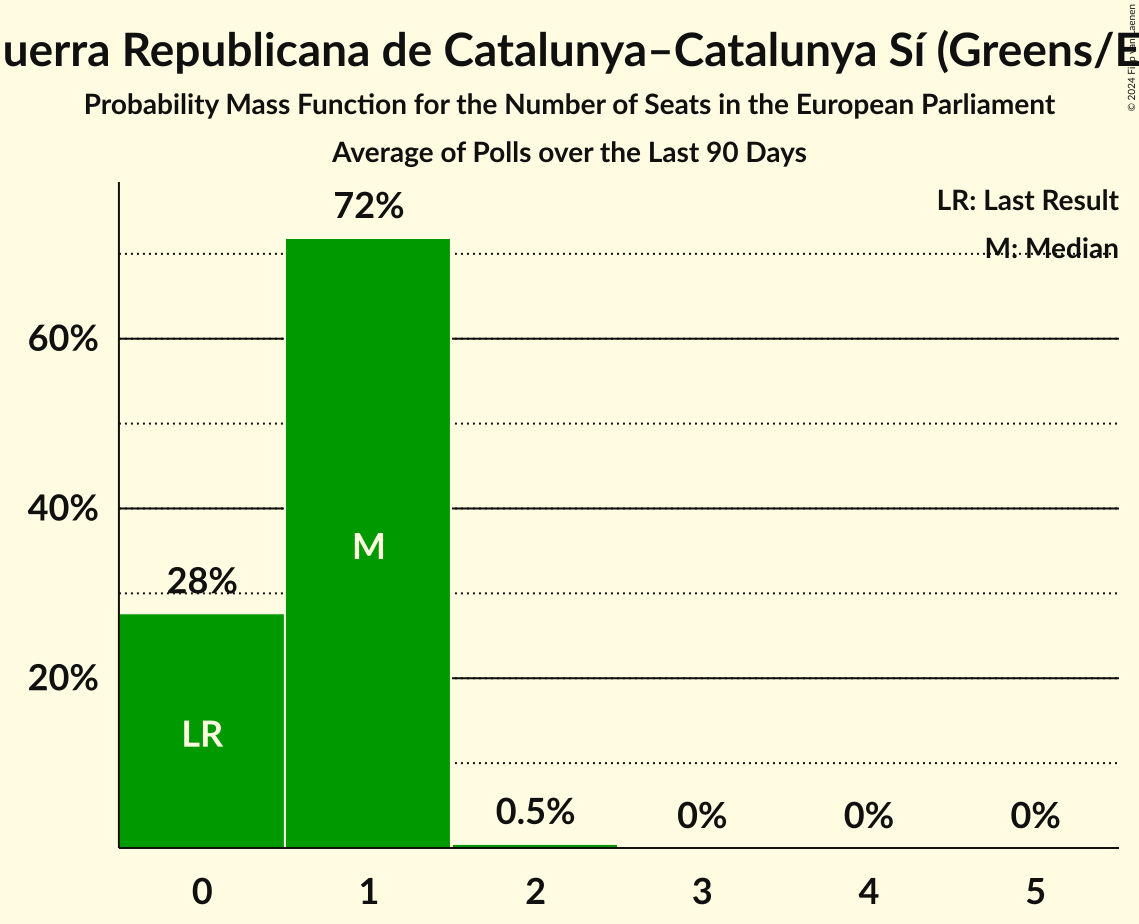 uerra Republicana de Catalunya–Catalunya Sí (Greens/E
Probability Mass Function for the Number of Seats in the European Parliament
Average of Polls over the Last 90 Days
LR: Last Result
M: Median
72%
60%
40%
20%
28%
M
LR
0.5%
0%
0%
0%
0
1
2
3
4
5
© 2024 Filip